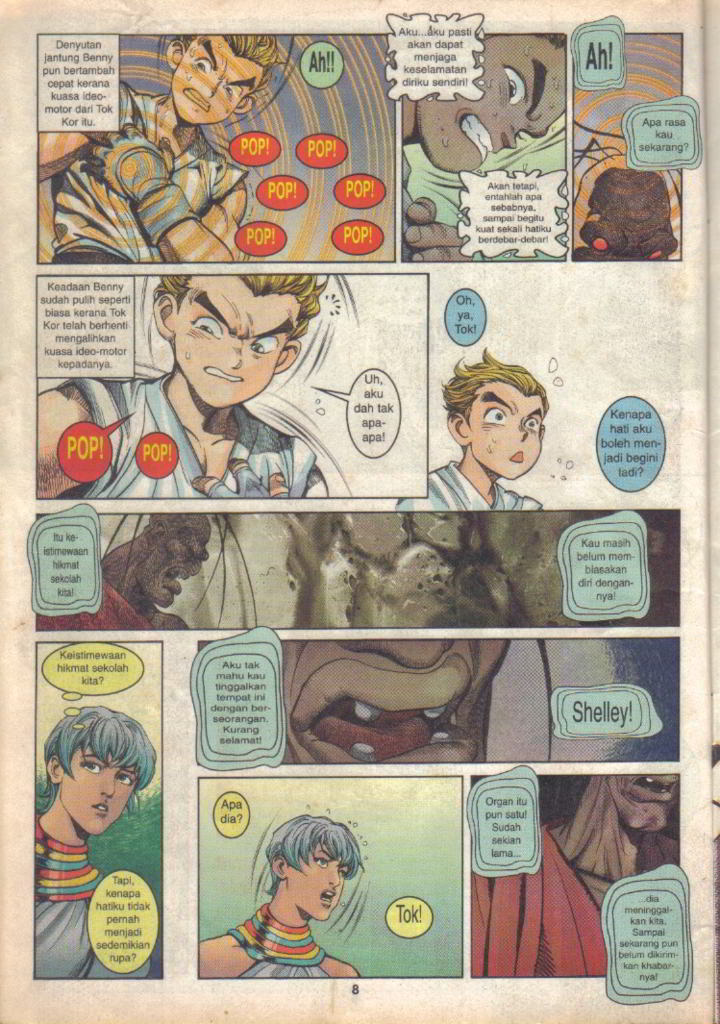 Denyutan
jantung Benny
pun bertambah
cepat kerana
kuasa ideo-
motor dari Tok
Kor itu.
Ah!!
POP!
POP!
POP!
POP!
POP!
POP!
Aku...aku pasti
akan dapat
menjaga
keselamatan
diriku sendiri!
Akan tetapi,
entahlah apa
sebabnya,
sampai begitu
kuat sekali hatiku
berdebar-debar!
Ah!
Apa rasa
kau
sekarang?
Keadaan Benny
sudah pulih seperti
biasa kerana Tok
Kor telah berhenti
mengalihkan
kuasa ideo-motor
kepadanya.
POP!
POP!
Uh,
aku
dah tak
apa-
apa!
Oh,
ya,
Tok!
Kenapa
hati aku
boleh men-
jadi begini
tadi?
Itu ke-
istimewaan
hikmat
sekolah
kita!
Kau masih
belum mem-
biasakan
diri dengan-
nya!
Keistimewaan
hikmat sekolah
kita?
Tapi,
kenapa
hatiku tidak
pernah
menjadi
sedemikian
rupa?
Aku tak
mahu kau
tinggalkan
tempat ini
dengan ber-
seorangan.
Kurang
selamat!
Shelley!
Apa
dia?
Tok!
Organ itu
pun satu!
Sudah
sekian
lama...
...dia
meninggal-
kan kita.
Sampai
sekarang pun
belum dikirim-
kan khabar-
nya!
8